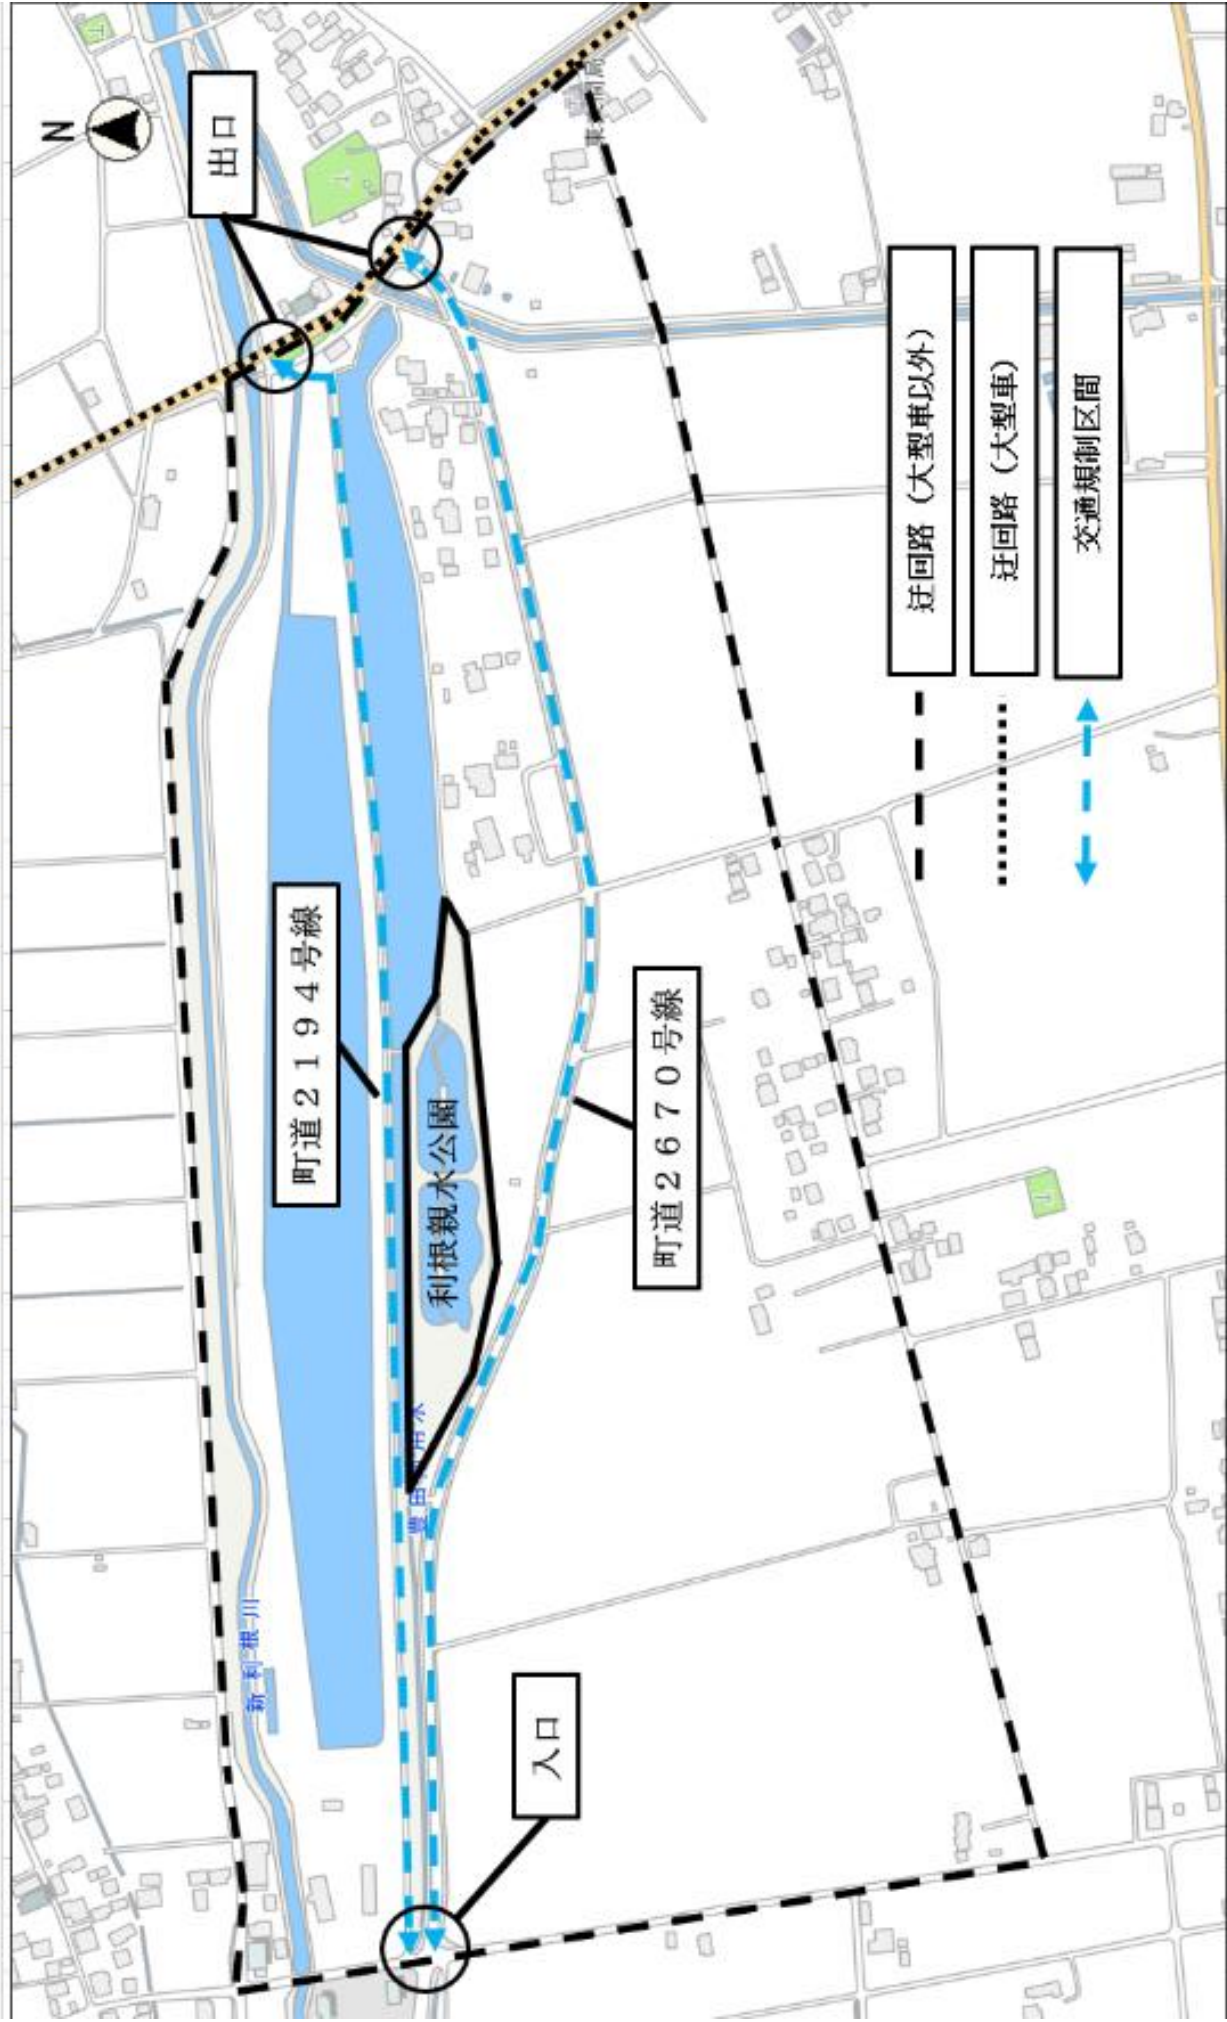 N
出口
町道２１９４号線
利根親水公園
町道２６７０号線
入口
新利根川
迂回路（大型車以外）
迂回路（大型車）
交通規制区間